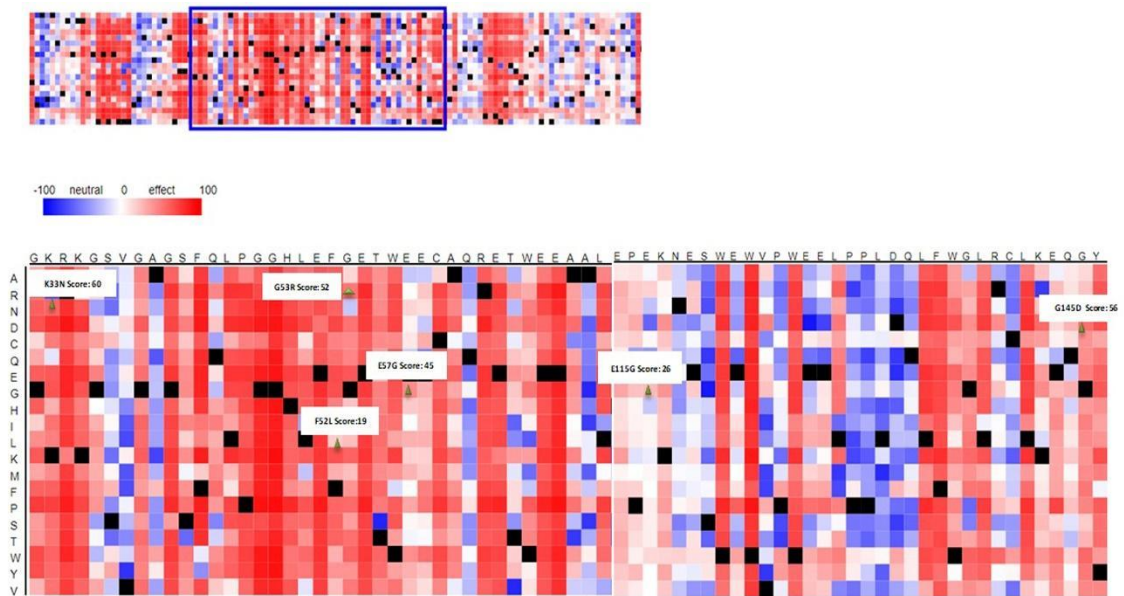 -100 neutral 0 effect 100
G K R K G S V G A G S F Q L P G G H L E F G E T W E E C A Q R E T W E E A A L E P E K N E S W E W V P W E E L P P L D Q L F W G L R C L K E Q G Y
A
R
N
D
C
Q
E
G
H
I
L
K
M
F
P
S
T
W
Y
V
K33N Score: 60
G53R Score: 52
G145D Score: 56
E57G Score: 45
E115G Score: 26
F52L Score:19